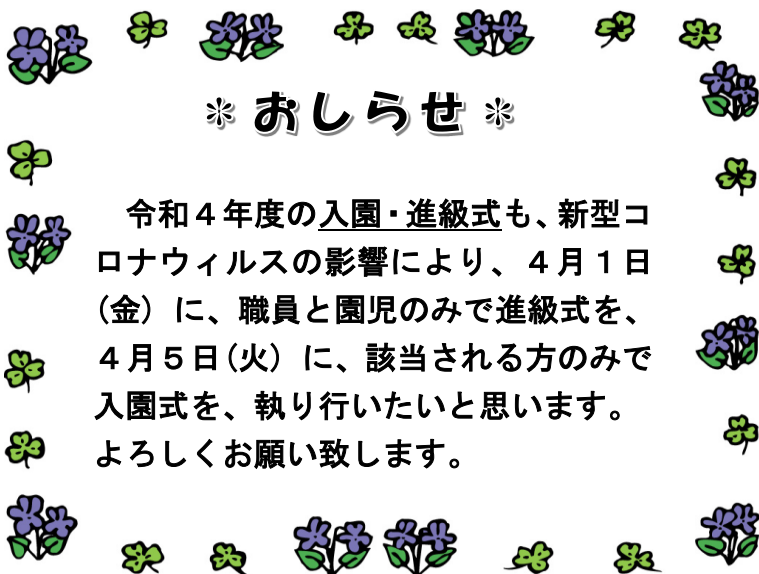 ＊おしらせ＊
令和４年度の入園・進級式も、新型コ
ロナウィルスの影響により、４月１日
(金) に、職員と園児のみで進級式を、
４月５日(火) に、該当される方のみで
入園式を、執り行いたいと思います。
よろしくお願い致します。